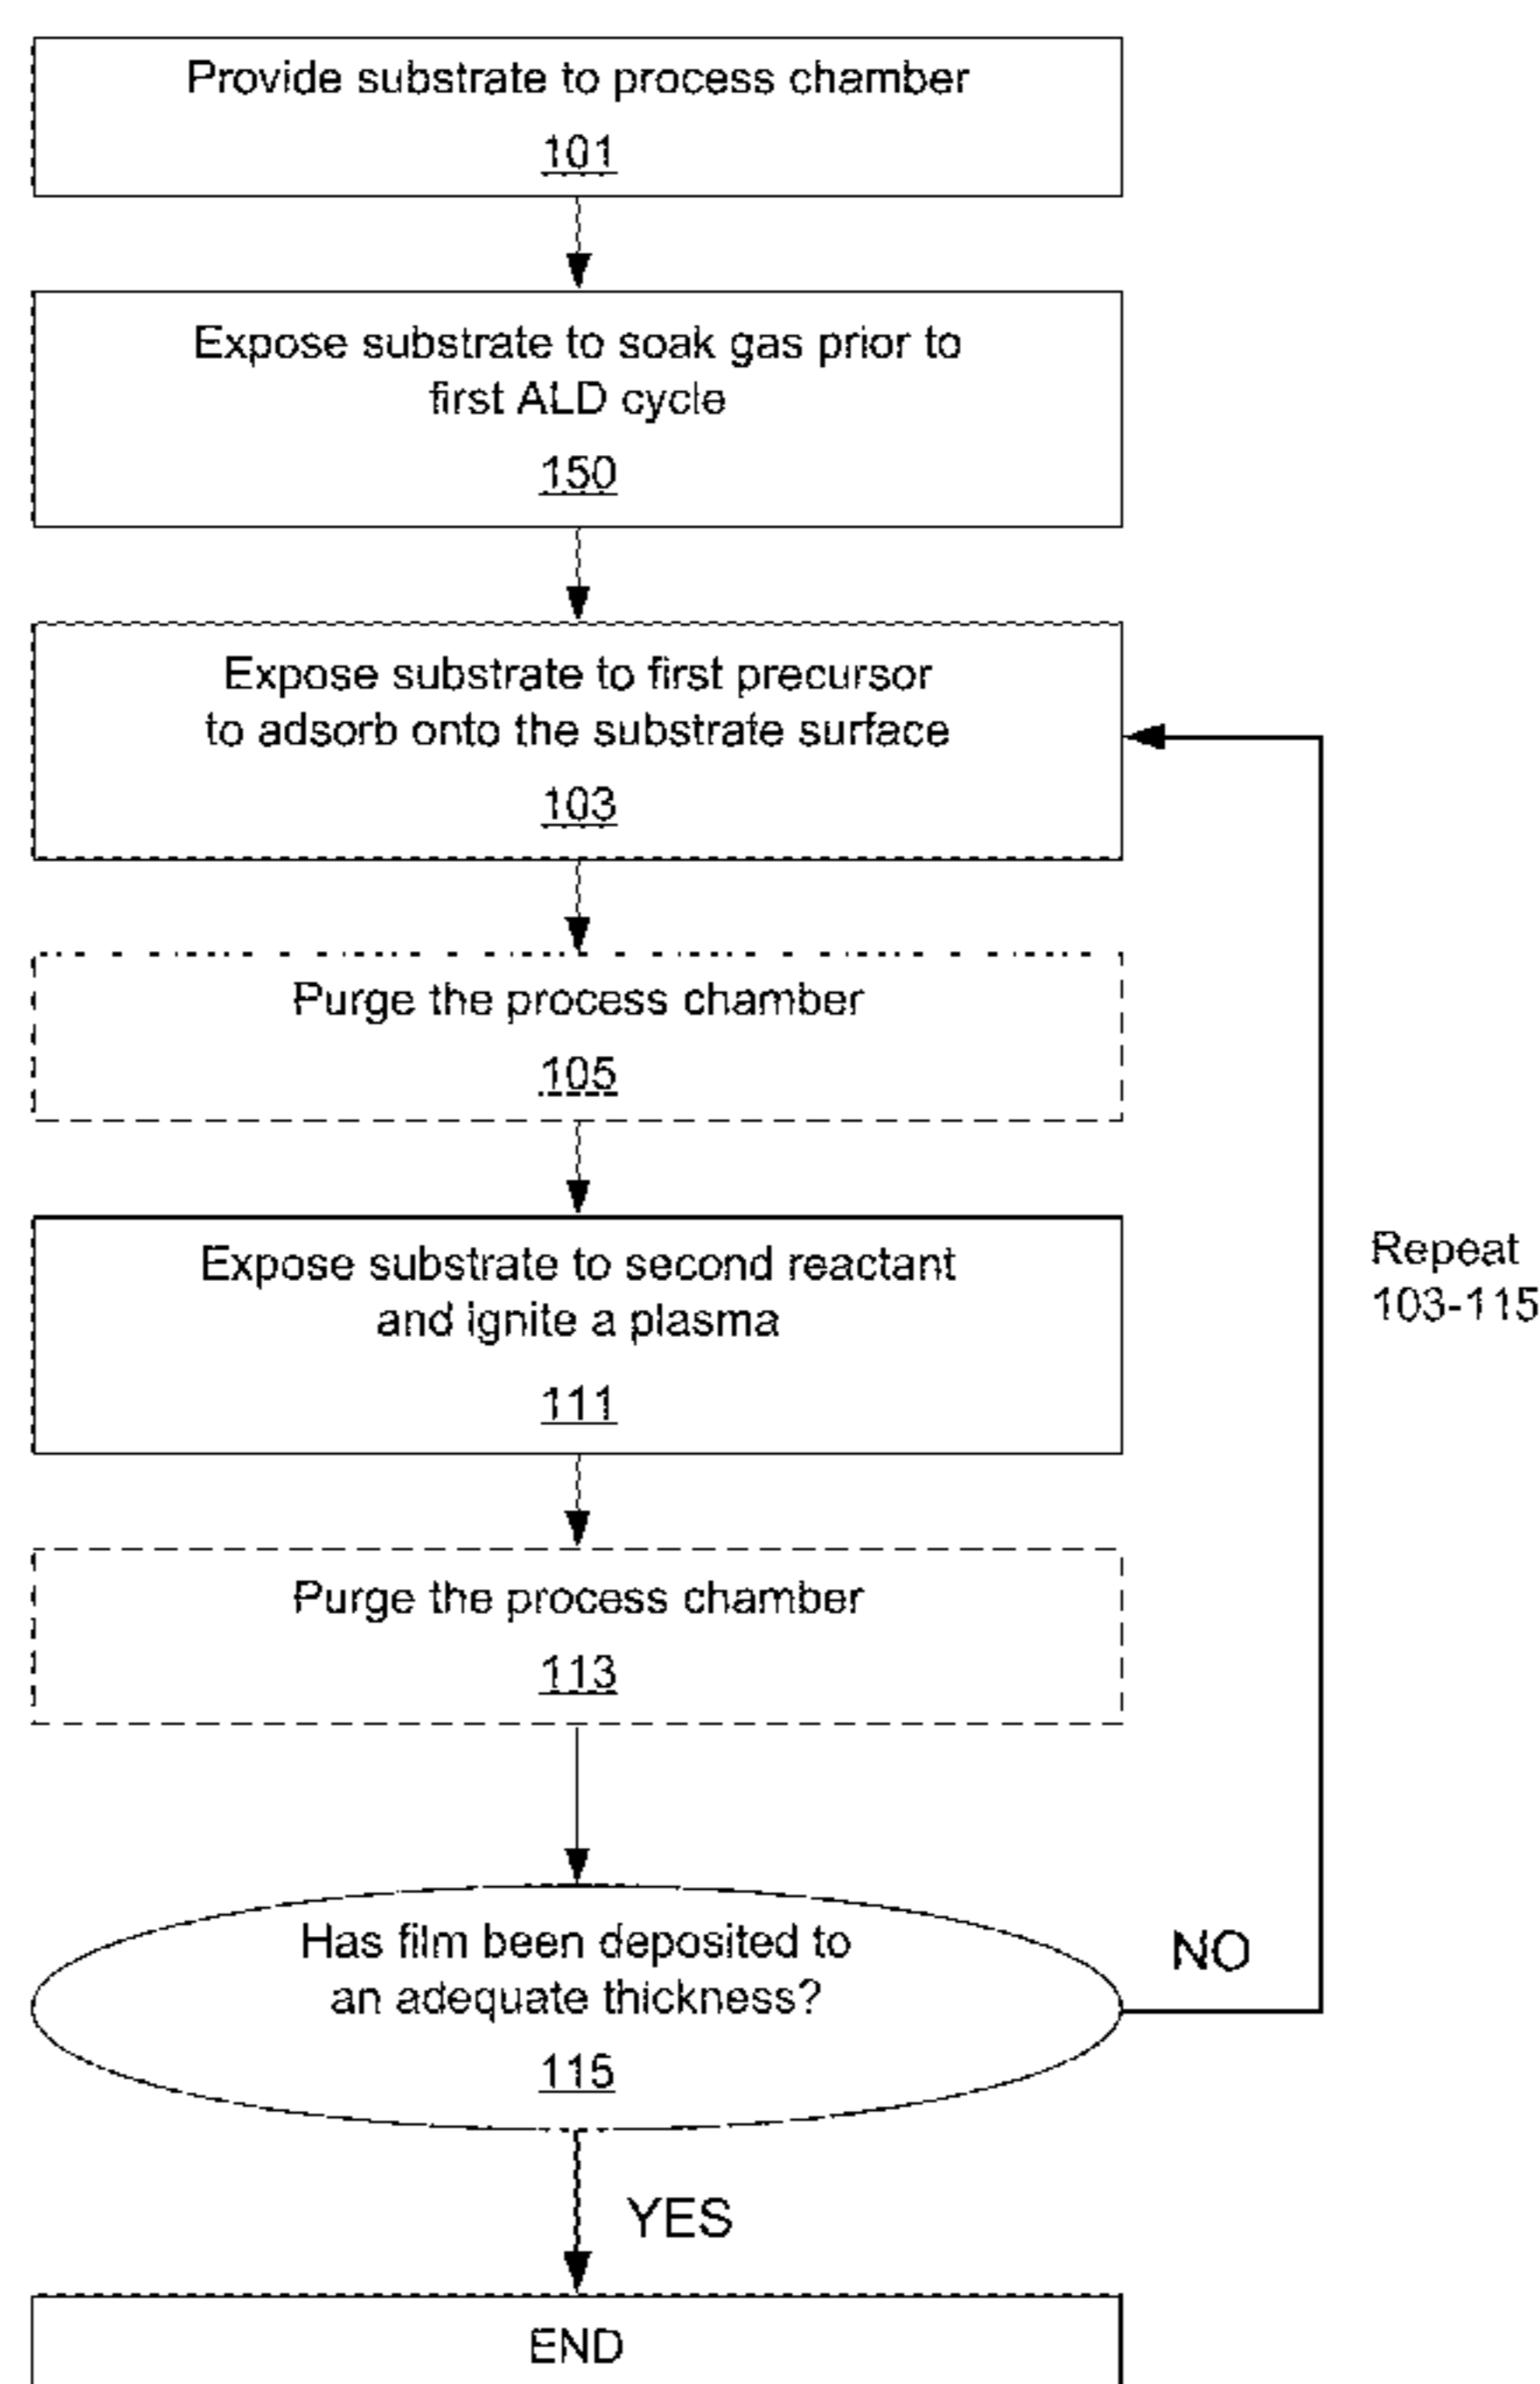 Provide substrate to process chamber
101
Expose substrate to soak gas prior to
first ALD cycle
150
Expose substrate to first precursor
to adsorb onto the substrate surface
103
Purge the process chamber
105
Expose substrate to second reactant
and ignite a plasma
111
Repeat
103-115
Purge the process chamber
113
Has film been deposited to
an adequate thickness?
115
NO
YES
END